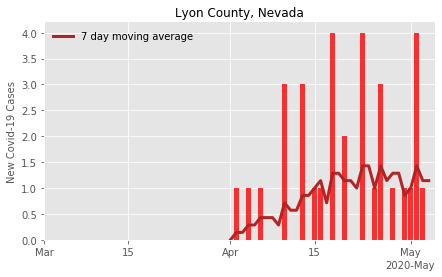 Lyon County, Nevada
7 day moving average
New Covid-19 Cases
4.0
3.5
3.0
2.5
2.0
1.5
1.0
0.5
0.0
Mar 15 Apr 15 May
2020-May